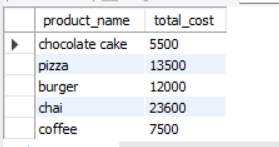 product_name total_cost
chocolate cake 5500
pizza 13500
burger 12000
chai 23600
coffee 7500